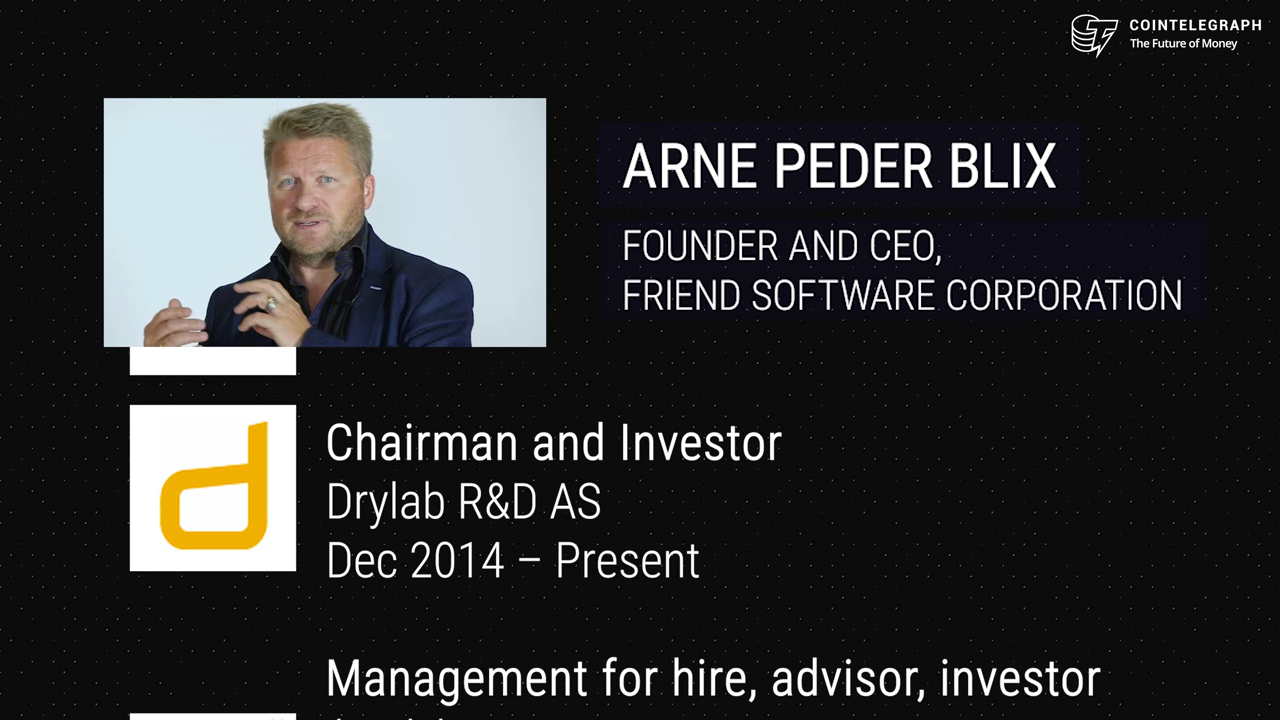 COINTELEGRAPH
The Future of Money
ARNE PEDER BLIX
FOUNDER AND CEO,
FRIEND SOFTWARE CORPORATION
Chairman and Investor
Drylab R&D AS
Dec 2014 – Present
Management for hire, advisor, investor